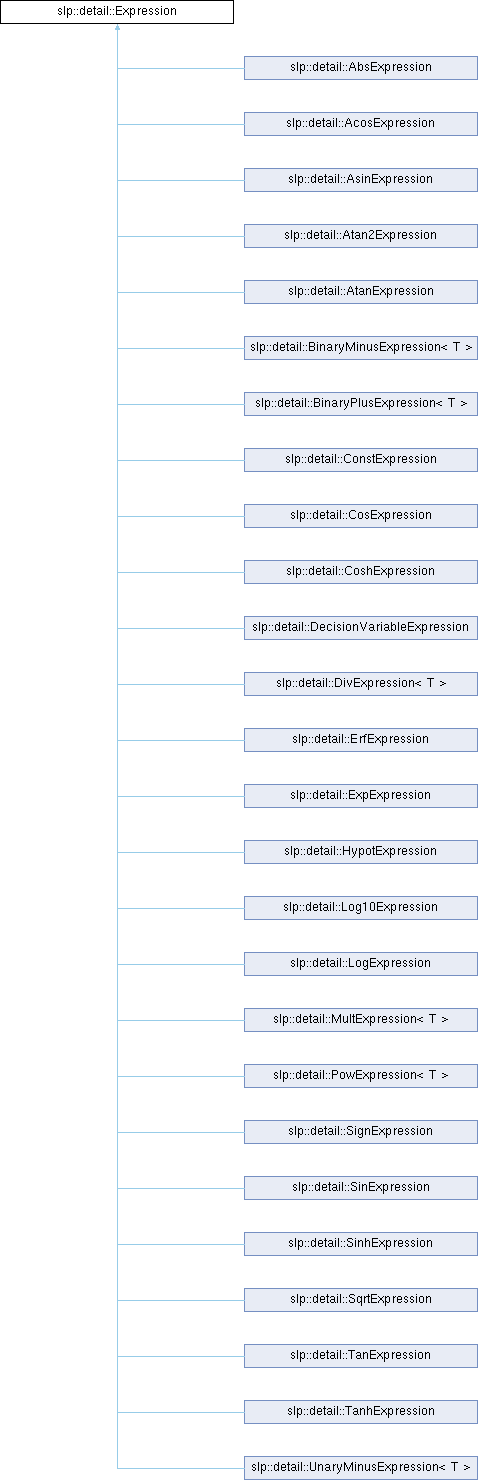 slp::detail::Expression
slp::detail::AbsExpression
slp::detail::AcosExpression
slp::detail::AsinExpression
slp::detail::Atan2Expression
slp::detail::AtanExpression
slp::detail::BinaryMinusExpression< T >
slp::detail::BinaryPlusExpression< T >
slp::detail::ConstExpression
slp::detail::CosExpression
slp::detail::CoshExpression
slp::detail::DecisionVariableExpression
slp::detail::DivExpression< T >
slp::detail::ErfExpression
slp::detail::ExpExpression
slp::detail::HypotExpression
slp::detail::Log10Expression
slp::detail::LogExpression
slp::detail::MultExpression< T >
slp::detail::PowExpression< T >
slp::detail::SignExpression
slp::detail::SinExpression
slp::detail::SinhExpression
slp::detail::SqrtExpression
slp::detail::TanExpression
slp::detail::TanhExpression
slp::detail::UnaryMinusExpression< T >